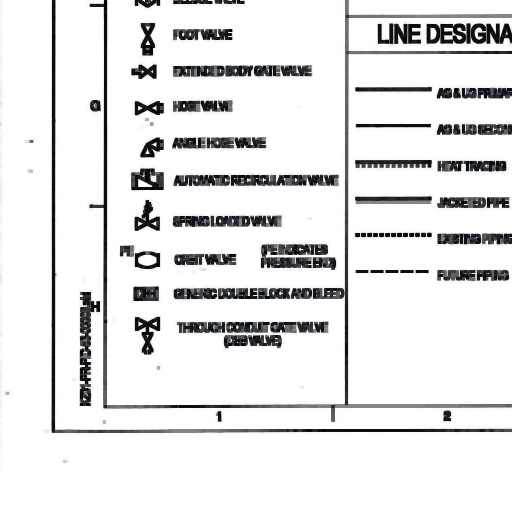 FOOT VALVE
EXTENDED BODY GATE VALVE
G
HOSE VALVE
ANGLE HOSE VALVE
AUTOMATIC RECIRCULATION VALVE
SPRING LOADED VALVE
PE
ORBIT VALVE
(PE INDICATES
PRESSURE END)
GENERIC DOUBLE BLOCK AND BLEED
H
THROUGH CONDUIT GATE VALVE
(DBB VALVE)
LINE DESIGNA
AG & UG PRIMAR
AG & UG SECON
HEAT TRACING
JACKETED PIPE
EXISTING PIPING
FUTURE PIPING
1
2